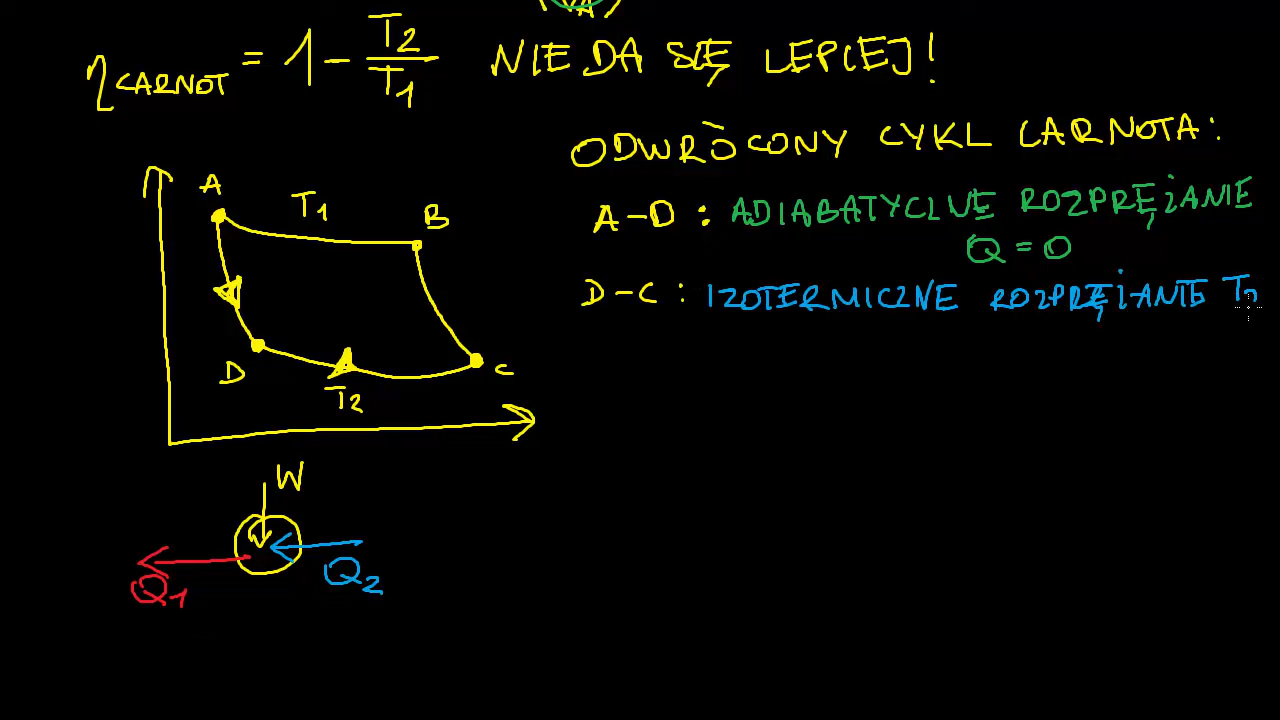 η CARNOT = 1 - T2/T1 NIE DA SIĘ LEPIEJ!
ODWRÓCONY CYKL CARNOTA:
A-D: ADIABATYCZNE ROZPRĘŻANIE
Q = 0
D-C: IZOTERMICZNE ROZPRĘŻANIE T2
A
T1
B
D
T2
C
W
Q1
Q2